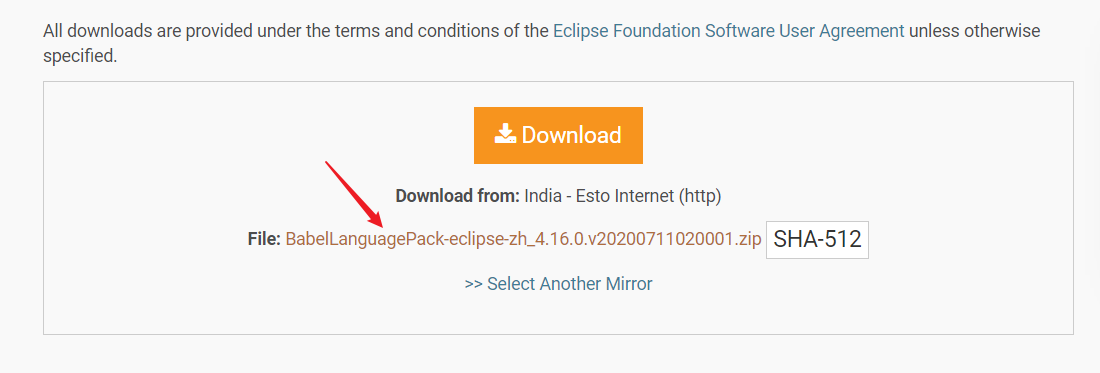 All downloads are provided under the terms and conditions of the Eclipse Foundation Software User Agreement unless otherwise
specified.
Download
Download from: India - Esto Internet (http)
File: BabelLanguagePack-eclipse-zh_4.16.0.v20200711020001.zip SHA-512
>> Select Another Mirror